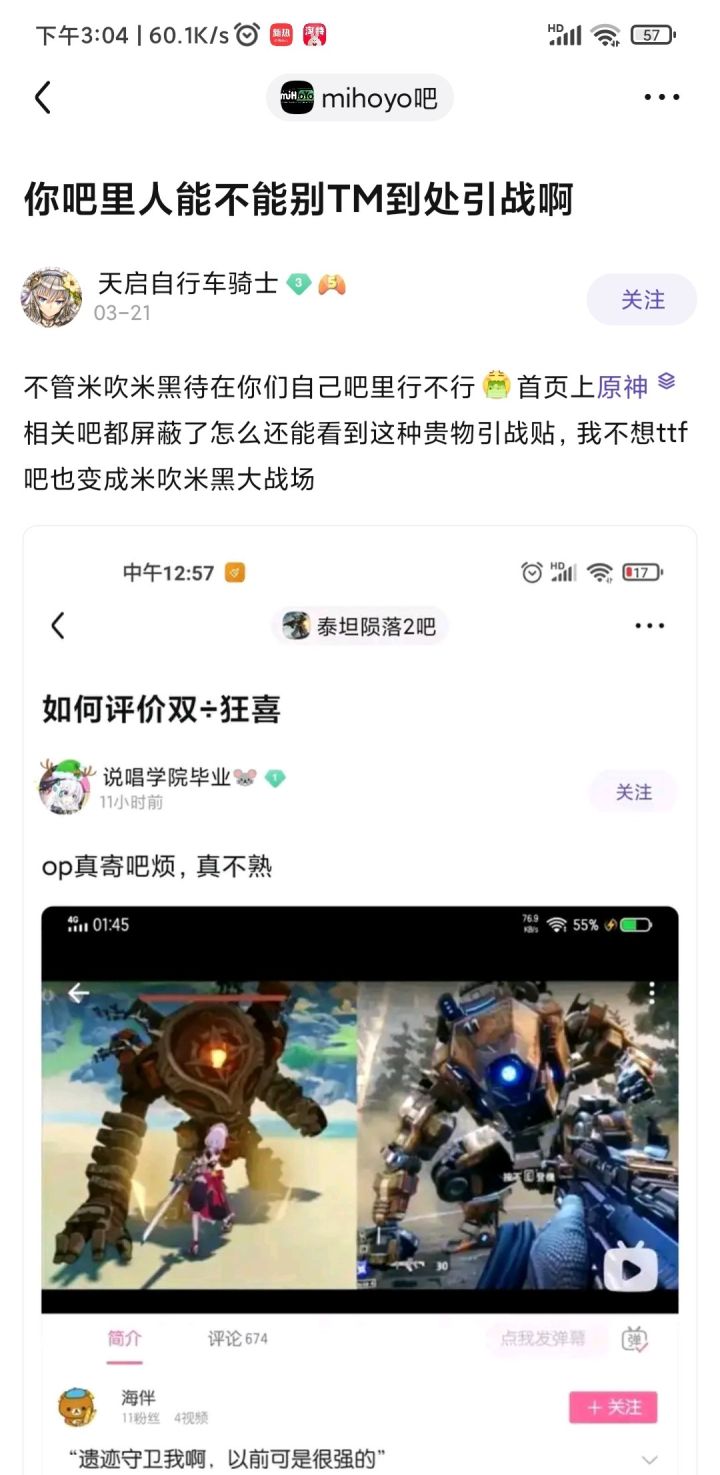 下午3:04 | 60.1K/s
HD 57
mihoyo吧
你吧里人能不能别TM到处引战啊
天启自行车骑士 3 5
03-21
关注
不管米吹米黑待在你们自己吧里行不行 首页上原神
相关吧都屏蔽了怎么还能看到这种贵物引战贴，我不想ttf
吧也变成米吹米黑大战场
中午12:57
HD 17
泰坦陨落2吧
如何评价双÷狂喜
说唱学院毕业 1
11小时前
关注
op真寄吧烦，真不熟
4G 01:45
76.9 KB/s 55%
30
简介
评论 674
点我发弹幕
弹
海伴
11粉丝 4视频
＋ 关注
“遗迹守卫我啊，以前可是很强的”